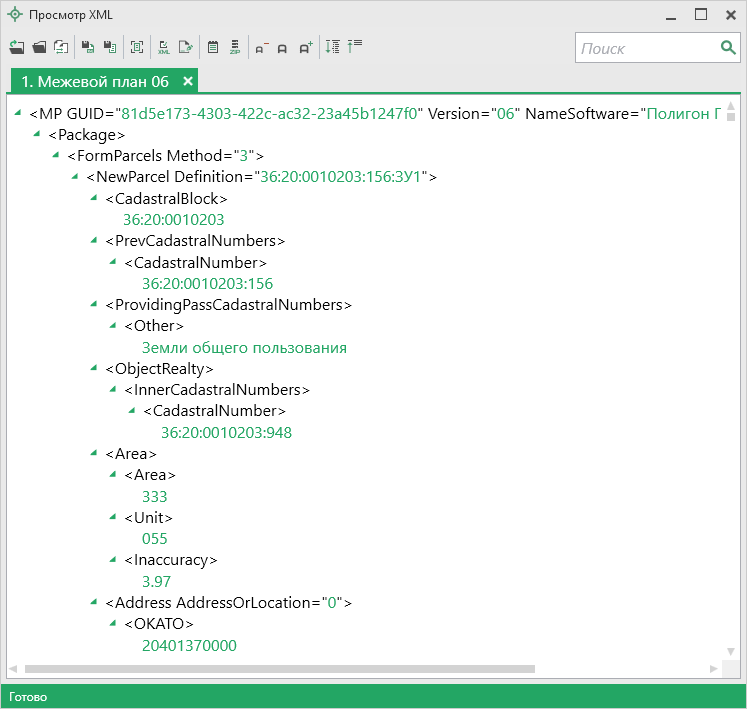 Просмотр XML
XML
ZIP
Поиск
1. Межевой план 06
<MP GUID="81d5e173-4303-422c-ac32-23a45b1247f0" Version="06" NameSoftware="Полигон П
<Package>
<FormParcels Method="3">
<NewParcel Definition="36:20:0010203:156:ЗУ1">
<CadastralBlock>
36:20:0010203
<PrevCadastralNumbers>
<CadastralNumber>
36:20:0010203:156
<ProvidingPassCadastralNumbers>
<Other>
Земли общего пользования
<ObjectRealty>
<InnerCadastralNumbers>
<CadastralNumber>
36:20:0010203:948
<Area>
<Area>
333
<Unit>
055
<Inaccuracy>
3.97
<Address AddressOrLocation="0">
<OKATO>
20401370000
Готово